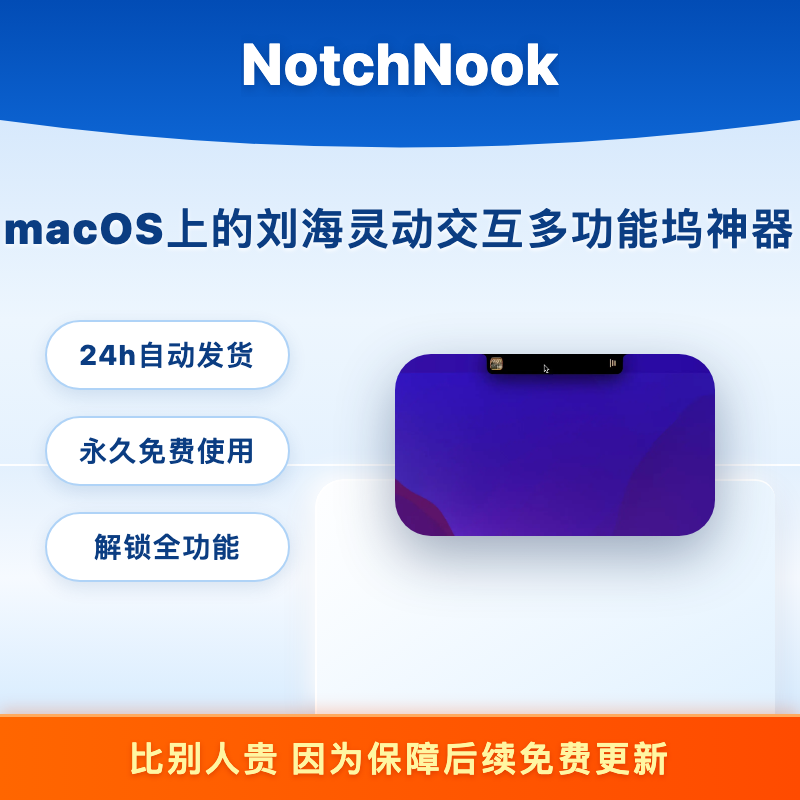 NotchNook
macOS上的刘海灵动交互多功能坞神器
24h自动发货
永久免费使用
解锁全功能
比别人贵 因为保障后续免费更新